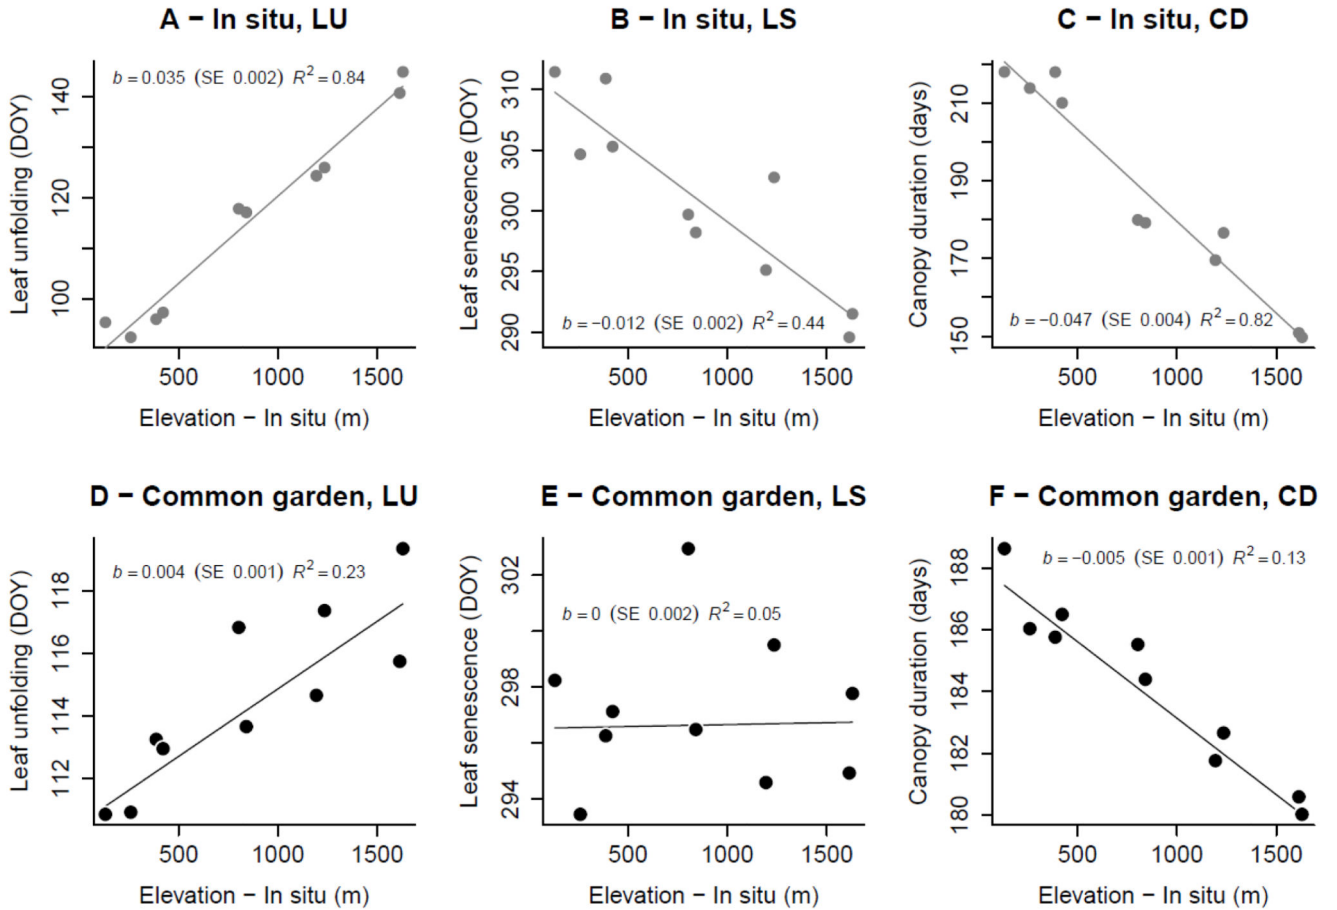 A − In situ, LU
b = 0.035 (SE 0.002) R² = 0.84
Leaf unfolding (DOY)
140
120
100
500 1000 1500
Elevation − In situ (m)
B − In situ, LS
b = −0.012 (SE 0.002) R² = 0.44
Leaf senescence (DOY)
310
305
300
295
290
500 1000 1500
Elevation − In situ (m)
C − In situ, CD
b = −0.047 (SE 0.004) R² = 0.82
Canopy duration (days)
210
190
170
150
500 1000 1500
Elevation − In situ (m)
D − Common garden, LU
b = 0.004 (SE 0.001) R² = 0.23
Leaf unfolding (DOY)
118
116
114
112
500 1000 1500
Elevation − In situ (m)
E − Common garden, LS
b = 0 (SE 0.002) R² = 0.05
Leaf senescence (DOY)
302
298
294
500 1000 1500
Elevation − In situ (m)
F − Common garden, CD
b = −0.005 (SE 0.001) R² = 0.13
Canopy duration (days)
188
186
184
182
180
500 1000 1500
Elevation − In situ (m)